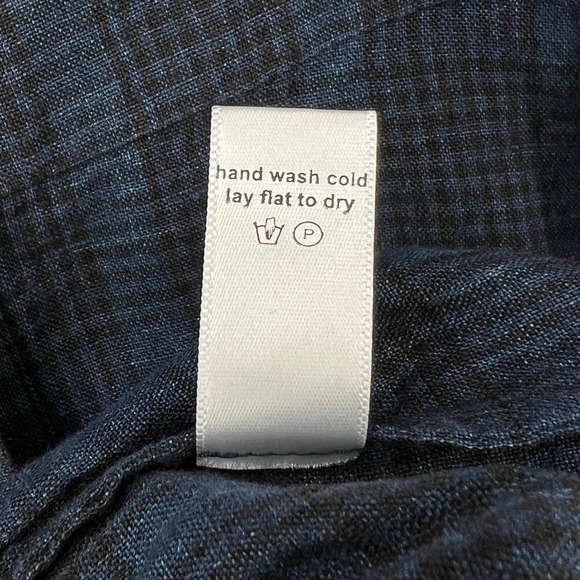 hand wash cold
lay flat to dry
P